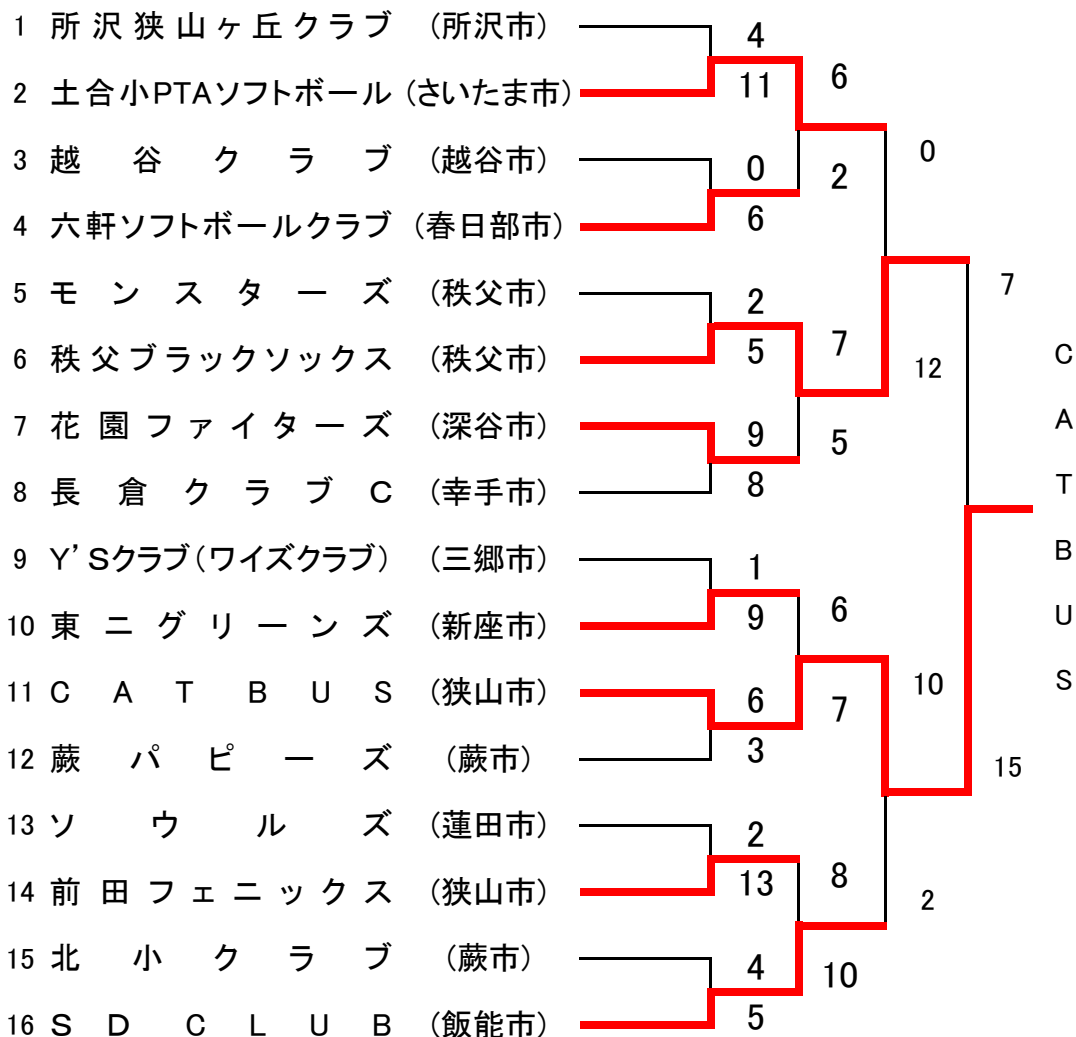 1 所沢狭山ヶ丘クラブ (所沢市)
4
2 土合小PTAソフトボール (さいたま市)
11
6
3 越谷クラブ (越谷市)
0
2
0
4 六軒ソフトボールクラブ (春日部市)
6
5 モンスターズ (秩父市)
2
7
6 秩父ブラックソックス (秩父市)
5
7
12
7 花園ファイターズ (深谷市)
9
5
8 長倉クラブC (幸手市)
8
9 Y'Sクラブ(ワイズクラブ) (三郷市)
1
10 東ニグリーンズ (新座市)
9
6
11 CATBUS (狭山市)
6
7
10
12 蕨パピーズ (蕨市)
3
15
13 ソウルズ (蓮田市)
2
14 前田フェニックス (狭山市)
13
8
2
15 北小クラブ (蕨市)
4
10
16 SDCLUB (飯能市)
5
CATBUS